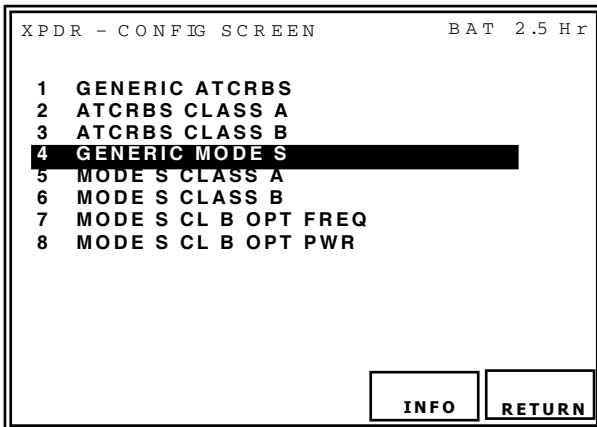 XPDR - CONFIG SCREEN BAT 2.5 Hr
1 GENERIC ATCRBS
2 ATCRBS CLASS A
3 ATCRBS CLASS B
4 GENERIC MODE S
5 MODE S CLASS A
6 MODE S CLASS B
7 MODE S CL B OPT FREQ
8 MODE S CL B OPT PWR
INFO RETURN